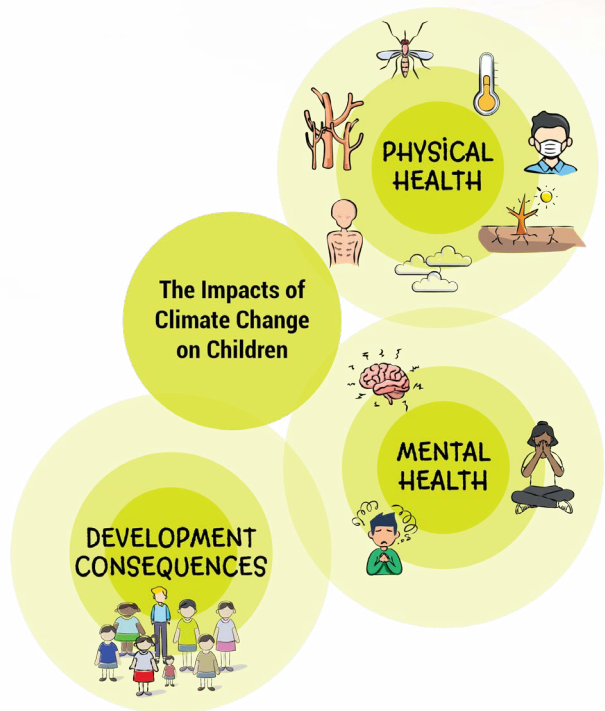 PHYSICAL
HEALTH
The Impacts of
Climate Change
on Children
MENTAL
HEALTH
DEVELOPMENT
CONSEQUENCES